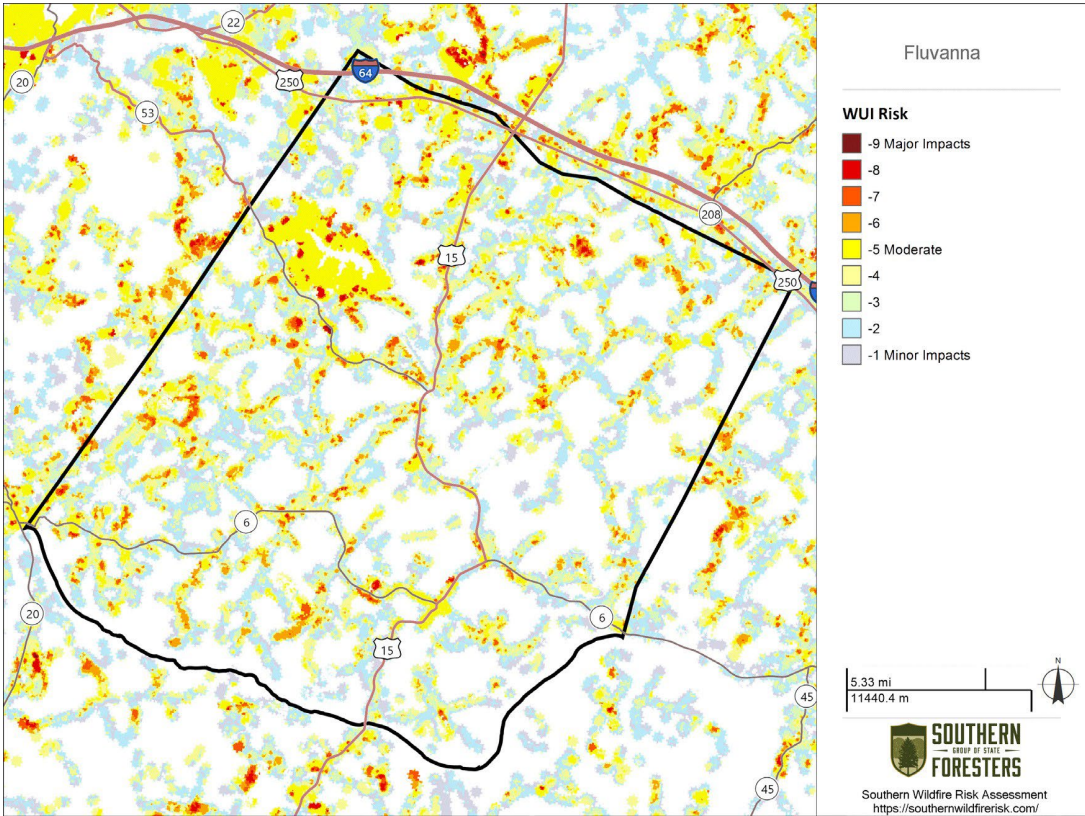 22
20
250
64
53
208
15
250
6
6
20
15
45
45
Fluvanna
WUI Risk
-9 Major Impacts
-8
-7
-6
-5 Moderate
-4
-3
-2
-1 Minor Impacts
5.33 mi
11440.4 m
N
SOUTHERN
GROUP OF STATE
FORESTERS
Southern Wildfire Risk Assessment
https://southernwildfirerisk.com/